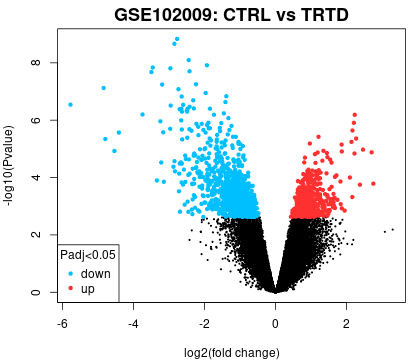 GSE102009: CTRL vs TRTD
-log10(Pvalue)
8
6
4
2
0
Padj<0.05
down
up
-6 -4 -2 0 2
log2(fold change)